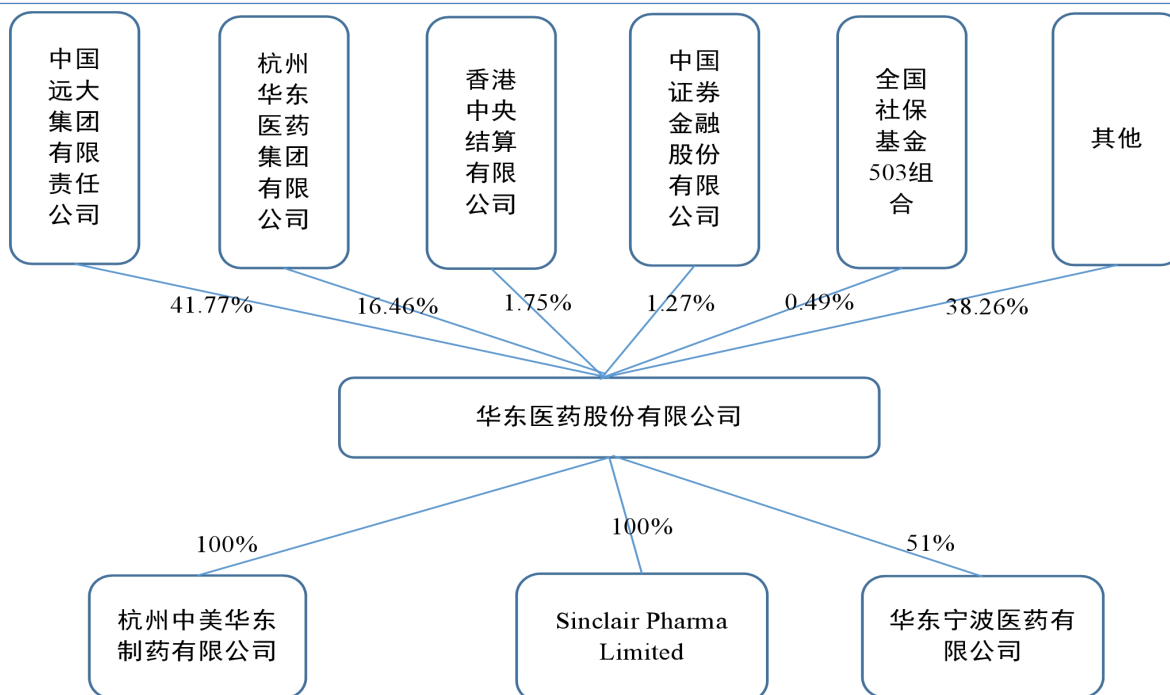 中国
远大
集团
有限
责任
公司
杭州
华东
医药
集团
有限
公司
香港
中央
结算
有限
公司
中国
证券
金融
股份
有限
公司
全国
社保
基金
503组
合
其他
41.77%
16.46%
1.75%
1.27%
0.49%
38.26%
华东医药股份有限公司
100%
100%
51%
杭州中美华东
制药有限公司
Sinclair Pharma
Limited
华东宁波医药有
限公司